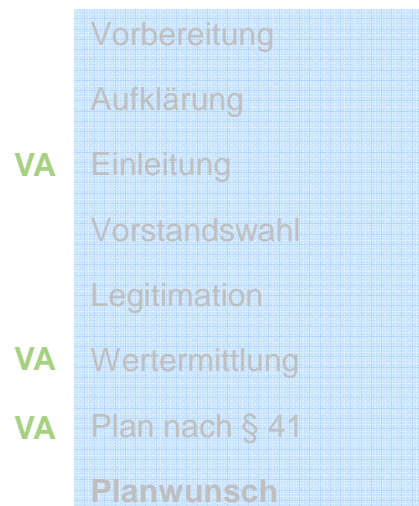 Vorbereitung
Aufklärung
VA Einleitung
Vorstandswahl
Legitimation
VA Wertermittlung
VA Plan nach § 41
Planwunsch